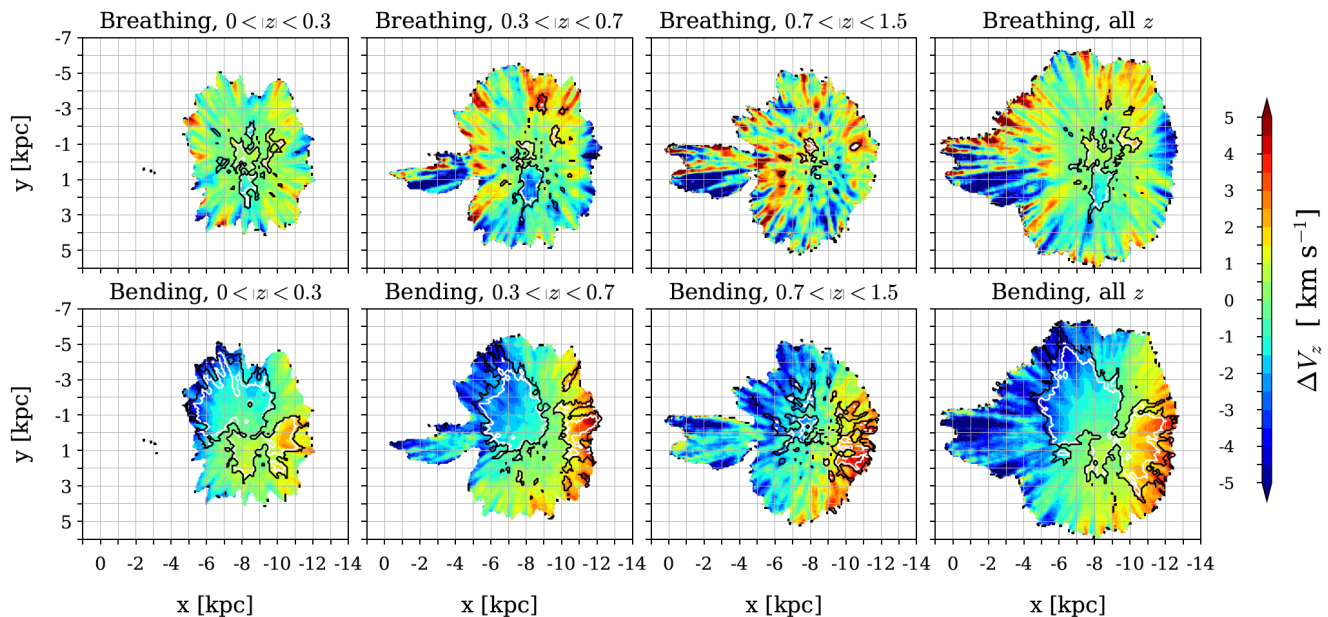 Breathing, 0 < |z| < 0.3
Breathing, 0.3 < |z| < 0.7
Breathing, 0.7 < |z| < 1.5
Breathing, all z
-7
-5
-3
-1
1
3
5
y [kpc]
Bending, 0 < |z| < 0.3
Bending, 0.3 < |z| < 0.7
Bending, 0.7 < |z| < 1.5
Bending, all z
-7
-5
-3
-1
1
3
5
y [kpc]
0 -2 -4 -6 -8 -10 -12 -14
0 -2 -4 -6 -8 -10 -12 -14
0 -2 -4 -6 -8 -10 -12 -14
0 -2 -4 -6 -8 -10 -12 -14
x [kpc]
x [kpc]
x [kpc]
x [kpc]
5
4
3
2
1
0
-1
-2
-3
-4
-5
ΔV_z [ km s⁻¹]